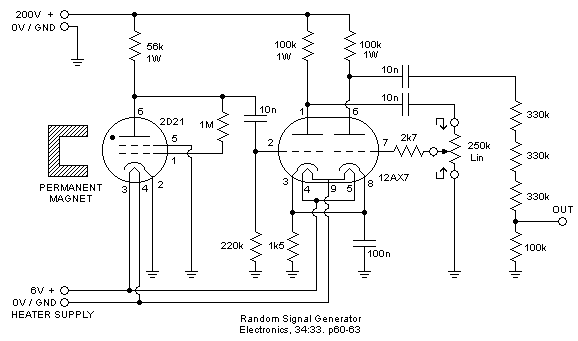 200V +
0V / GND
56k
1W
100k
1W
100k
1W
10n
10n
6
2D21
1M
10n
1
6
330k
5
1
2
7
2k7
250k
Lin
330k
PERMANENT
MAGNET
3
4
2
3
4
9
5
8
12AX7
330k
OUT
220k
1k5
100n
100k
6V +
0V / GND
HEATER SUPPLY
Random Signal Generator
Electronics, 34:33. p60-63